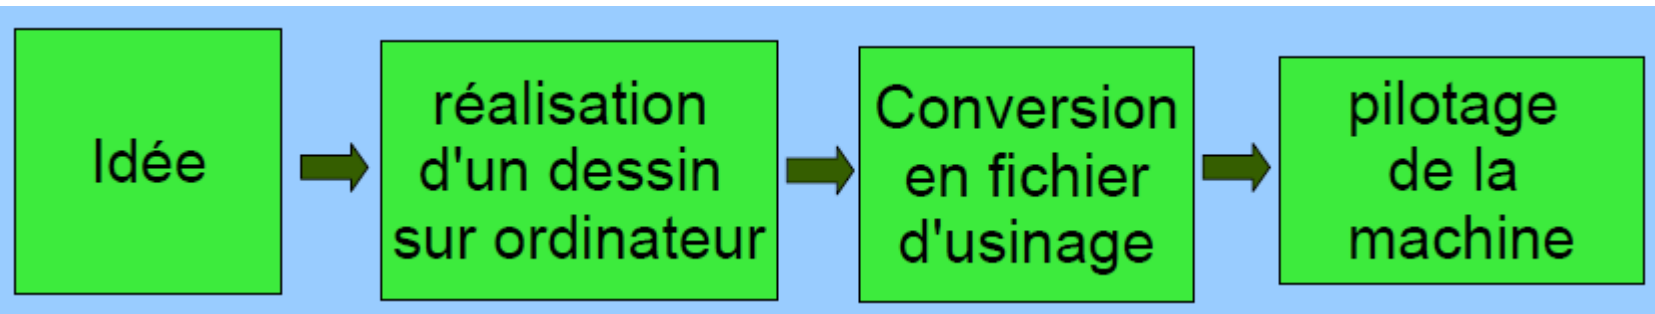 Idée
réalisation
d'un dessin
sur ordinateur
Conversion
en fichier
d'usinage
pilotage
de la
machine